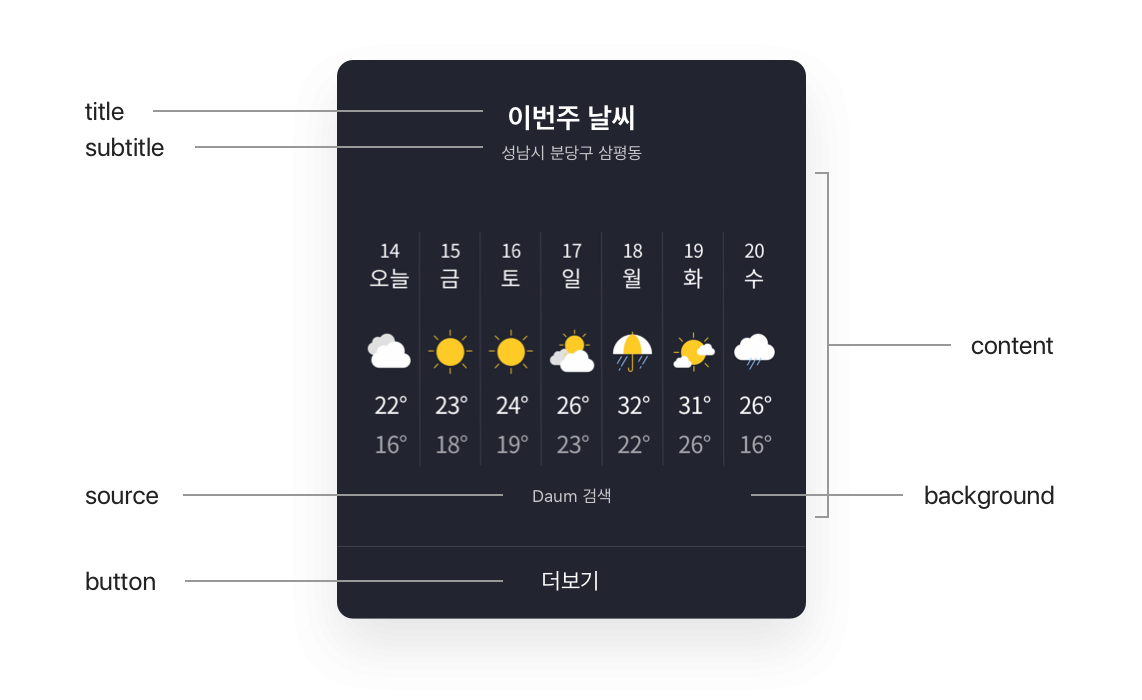 title
이번주 날씨
subtitle
성남시 분당구 삼평동
14 15 16 17 18 19 20
오늘 금 토 일 월 화 수
content
22° 23° 24° 26° 32° 31° 26°
16° 18° 19° 23° 22° 26° 16°
source
Daum 검색
background
button
더보기